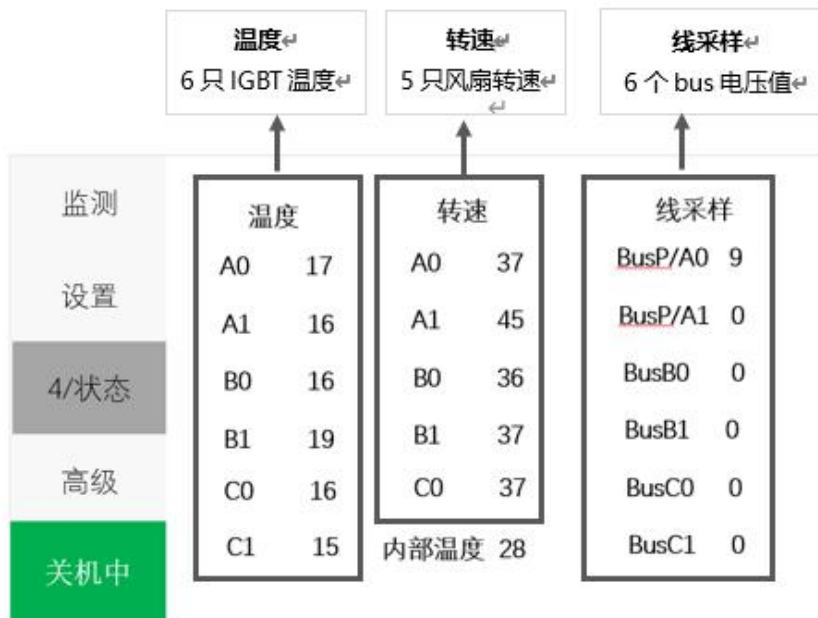 温度↵
6 只 IGBT 温度↵
转速↵
5 只风扇转速↵
↵
线采样↵
6 个 bus 电压值↵
监测
设置
4/状态
高级
关机中
温度
A0 17
A1 16
B0 16
B1 19
C0 16
C1 15
转速
A0 37
A1 45
B0 36
B1 37
C0 37
内部温度 28
线采样
BusP/A0 9
BusP/A1 0
BusB0 0
BusB1 0
BusC0 0
BusC1 0